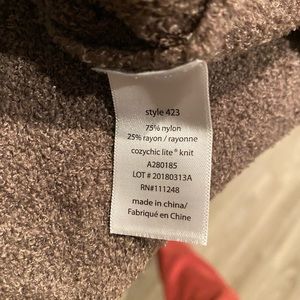 style 423
75% nylon
25% rayon / rayonne
cozychic lite® knit
A280185
LOT # 20180313A
RN#111248
made in china/
Fabriqué en Chine